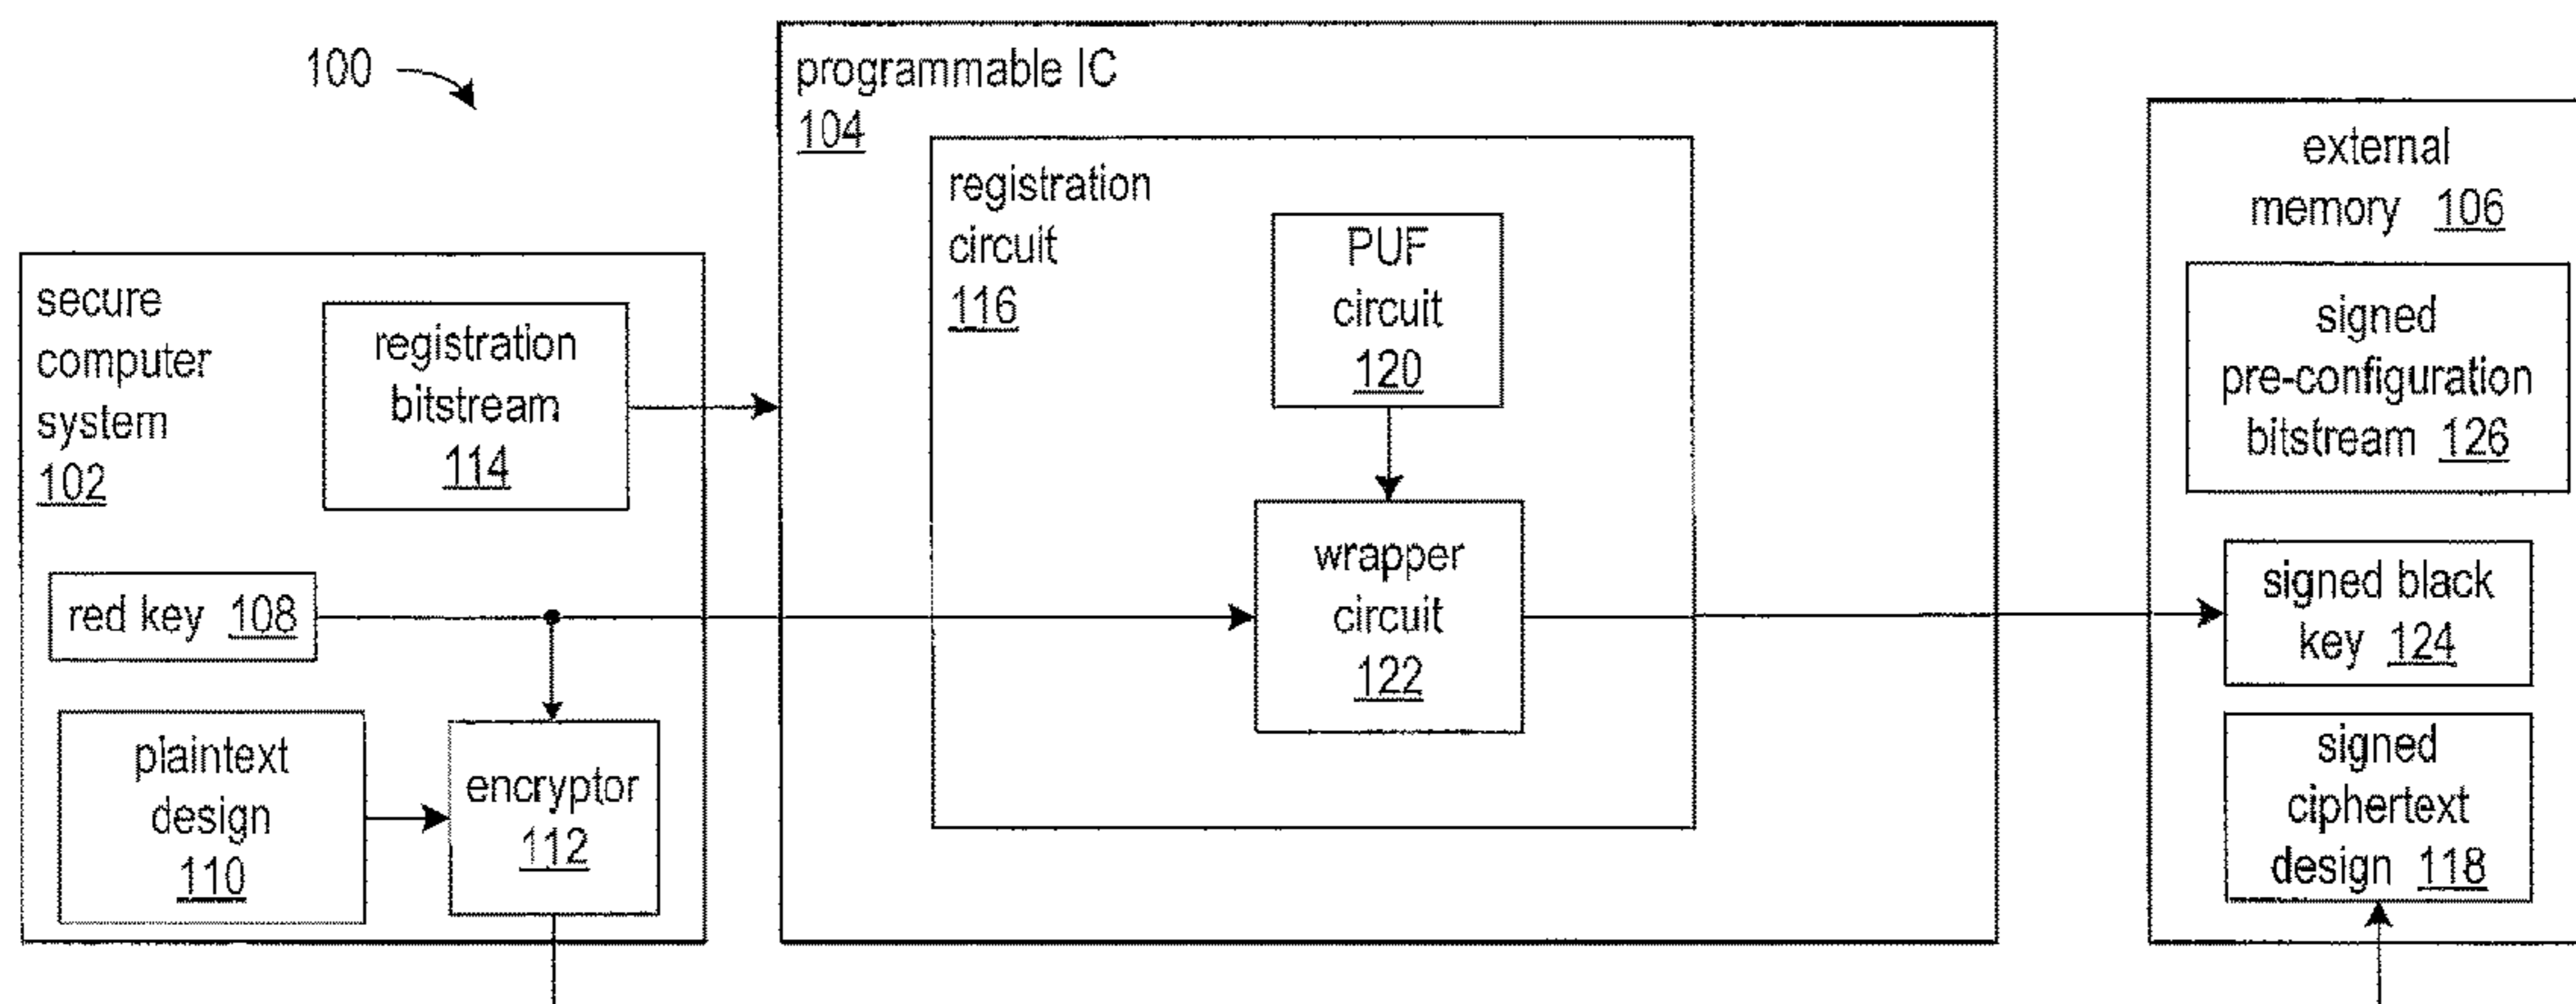 100
programmable IC
104
registration
circuit
116
PUF
circuit
120
wrapper
circuit
122
secure
computer
system
102
registration
bitstream
114
red key 108
plaintext
design
110
encryptor
112
external
memory 106
signed
pre-configuration
bitstream 126
signed black
key 124
signed
ciphertext
design 118